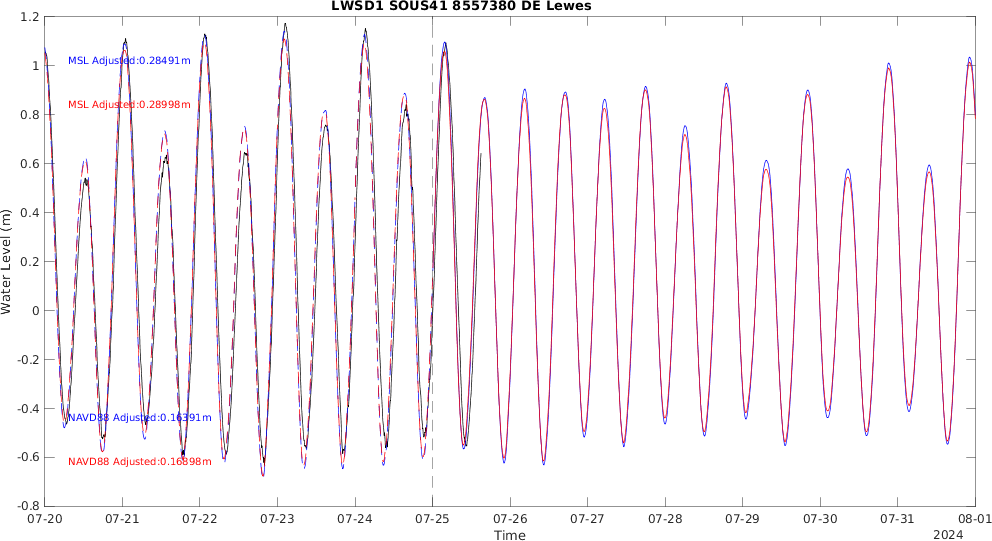 LWSD1 SOUS41 8557380 DE Lewes
1.2
1
0.8
0.6
0.4
0.2
0
-0.2
-0.4
-0.6
-0.8
Water Level (m)
MSL Adjusted:0.28491m
MSL Adjusted:0.28998m
NAVD88 Adjusted:0.16391m
NAVD88 Adjusted:0.16898m
07-20 07-21 07-22 07-23 07-24 07-25 07-26 07-27 07-28 07-29 07-30 07-31 08-01
Time
2024